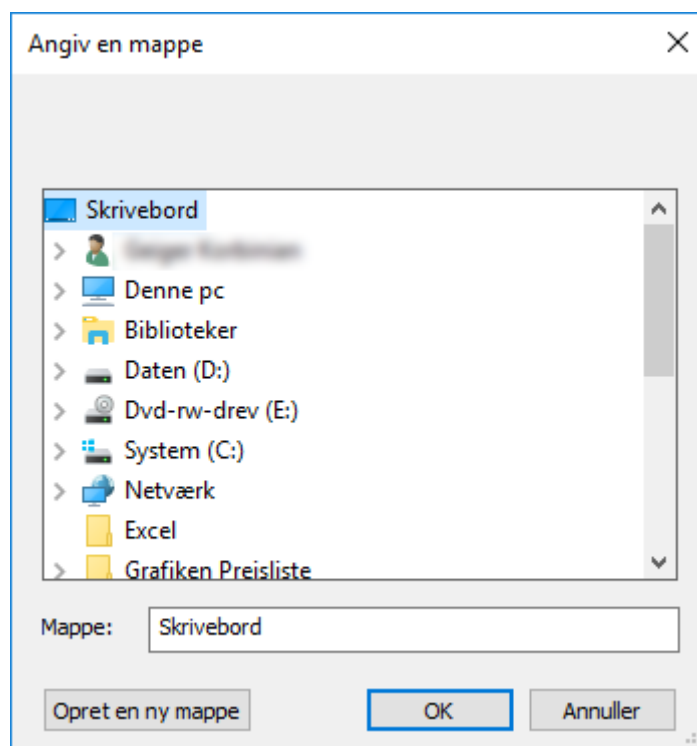 Angiv en mappe
Skrivebord
Denne pc
Biblioteker
Daten (D:)
Dvd-rw-drev (E:)
System (C:)
Netværk
Excel
Grafiken Preisliste
Mappe: Skrivebord
Opret en ny mappe OK Annuller